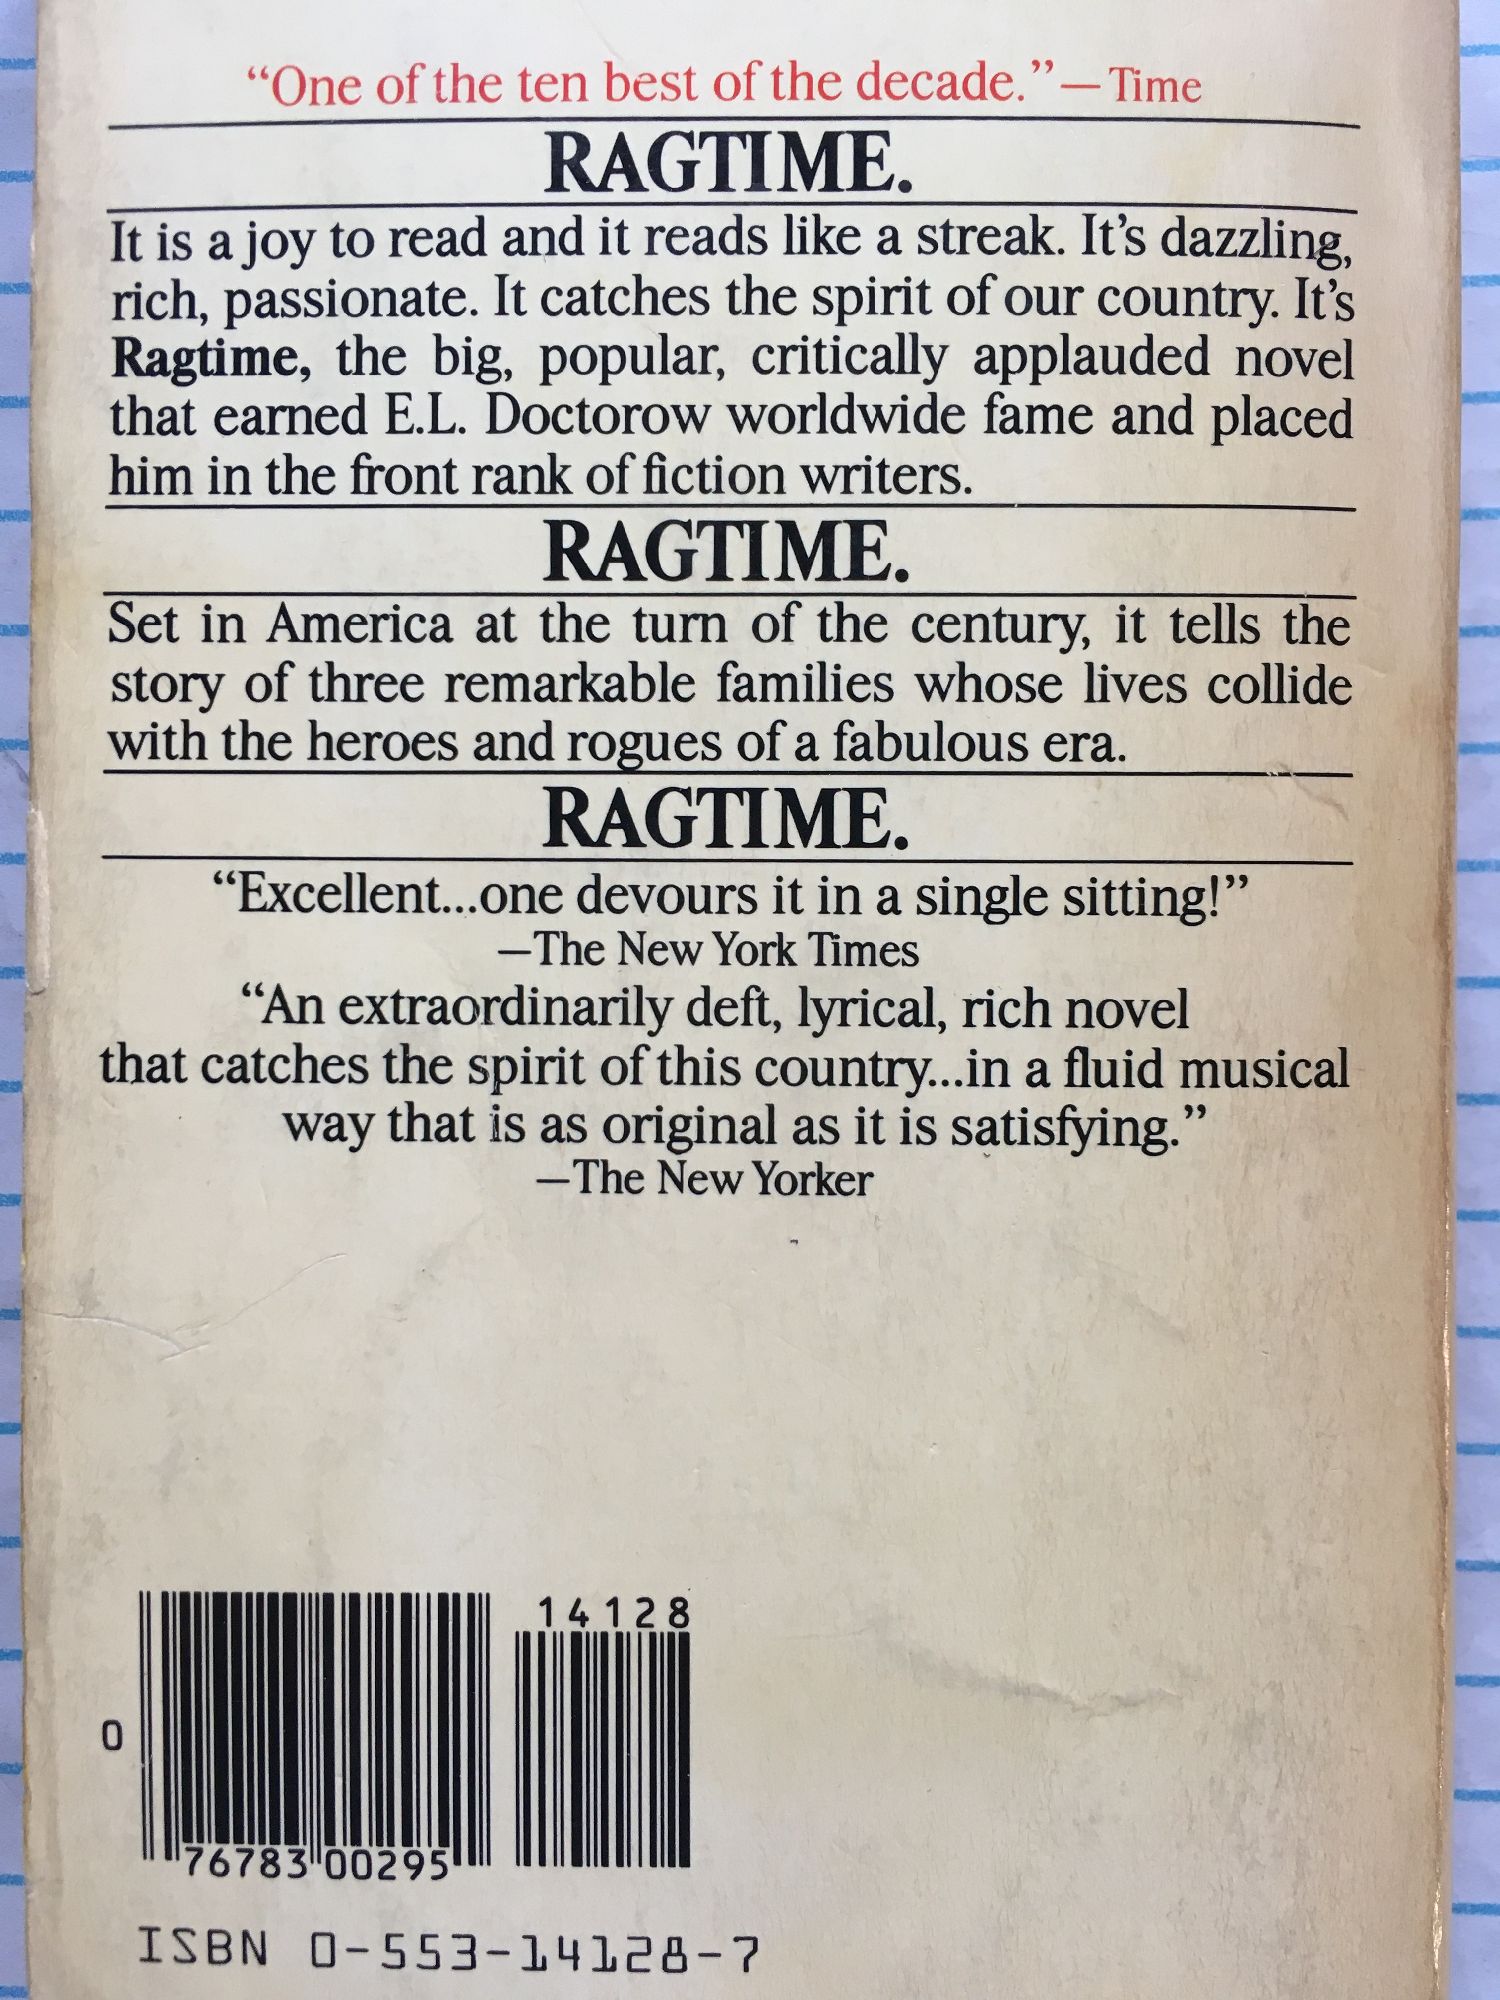 “One of the ten best of the decade.”—Time
RAGTIME.
It is a joy to read and it reads like a streak. It’s dazzling,
rich, passionate. It catches the spirit of our country. It’s
Ragtime, the big, popular, critically applauded novel
that earned E.L. Doctorow worldwide fame and placed
him in the front rank of fiction writers.
RAGTIME.
Set in America at the turn of the century, it tells the
story of three remarkable families whose lives collide
with the heroes and rogues of a fabulous era.
RAGTIME.
“Excellent...one devours it in a single sitting!”
—The New York Times
“An extraordinarily deft, lyrical, rich novel
that catches the spirit of this country...in a fluid musical
way that is as original as it is satisfying.”
—The New Yorker
14128
0
76783 00295
ISBN 0-553-14128-7